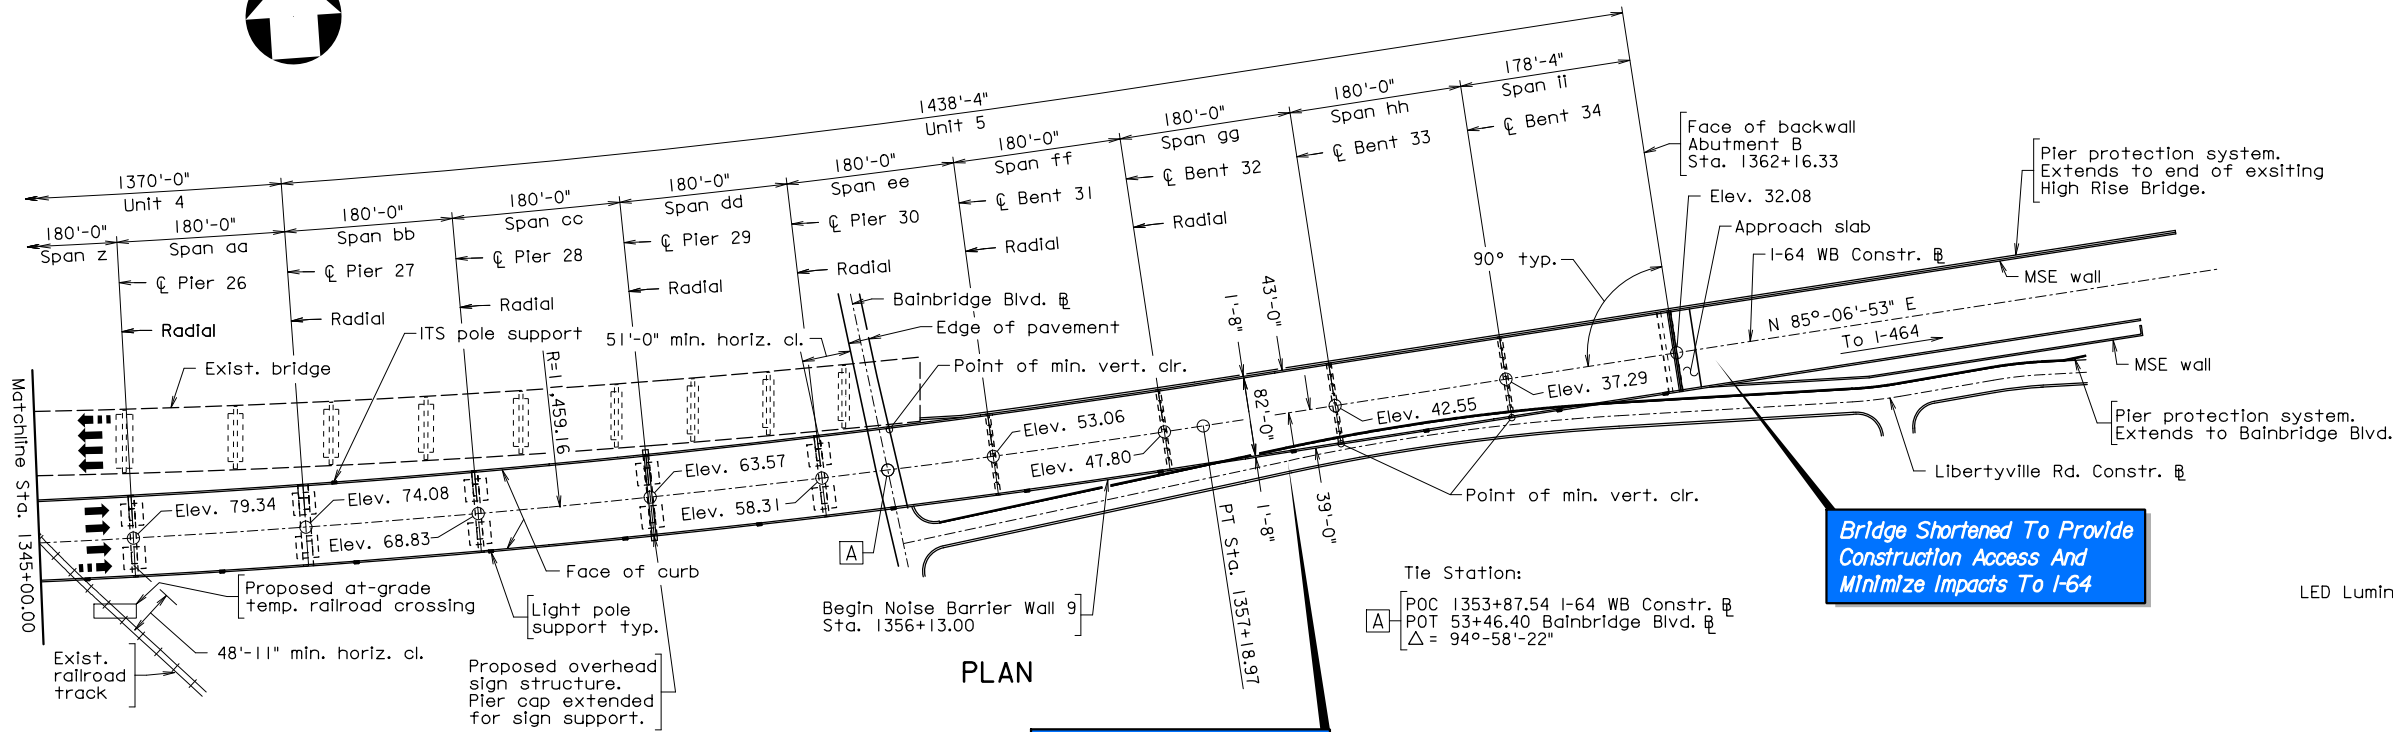 1438'-4"
Unit 5
1370'-0"
Unit 4
180'-0"
Span z
180'-0"
Span aa
180'-0"
Span bb
180'-0"
Span cc
180'-0"
Span dd
180'-0"
Span ee
180'-0"
Span ff
180'-0"
Span gg
180'-0"
Span hh
178'-4"
Span ii
℄ Pier 26
℄ Pier 27
℄ Pier 28
℄ Pier 29
℄ Pier 30
℄ Bent 31
℄ Bent 32
℄ Bent 33
℄ Bent 34
Radial
Radial
Radial
Radial
Radial
Radial
Radial
Face of backwall
Abutment B
Sta. 1362+16.33
Pier protection system.
Extends to end of exsiting
High Rise Bridge.
Elev. 32.08
Approach slab
I-64 WB Constr. BL
MSE wall
90° typ.
N 85°-06'-53" E
To I-464
MSE wall
Pier protection system.
Extends to Bainbridge Blvd.
Libertyville Rd. Constr. BL
Exist. bridge
ITS pole support
51'-0" min. horiz. cl.
Bainbridge Blvd. BL
Edge of pavement
Point of min. vert. clr.
43'-0"
1'-8"
82'-0"
39'-0"
1'-8"
Matchline Sta. 1345+00.00
Elev. 79.34
Elev. 74.08
Elev. 68.83
Elev. 63.57
Elev. 58.31
Elev. 53.06
Elev. 47.80
Elev. 42.55
Elev. 37.29
Point of min. vert. clr.
PT Sta. 1357+18.97
A
Face of curb
Proposed at-grade
temp. railroad crossing
Light pole
support typ.
48'-11" min. horiz. cl.
Exist.
railroad
track
Proposed overhead
sign structure.
Pier cap extended
for sign support.
Begin Noise Barrier Wall 9
Sta. 1356+13.00
PLAN
Tie Station:
A
POC 1353+87.54 I-64 WB Constr. BL
POT 53+46.40 Bainbridge Blvd. BL
△ = 94°-58'-22"
Bridge Shortened To Provide
Construction Access And
Minimize Impacts To I-64
LED Lumin